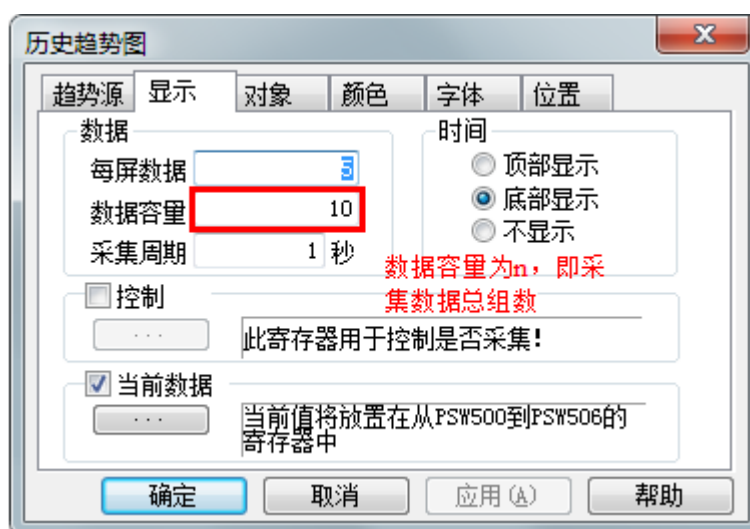 历史趋势图
趋势源 显示 对象 颜色 字体 位置
数据
每屏数据 5
数据容量 10
采集周期 1 秒
时间
顶部显示
底部显示
不显示
数据容量为n，即采
集数据总组数
控制
... 此寄存器用于控制是否采集!
当前数据
... 当前值将放置在从PSW500到PSW506的
寄存器中
确定 取消 应用(A) 帮助